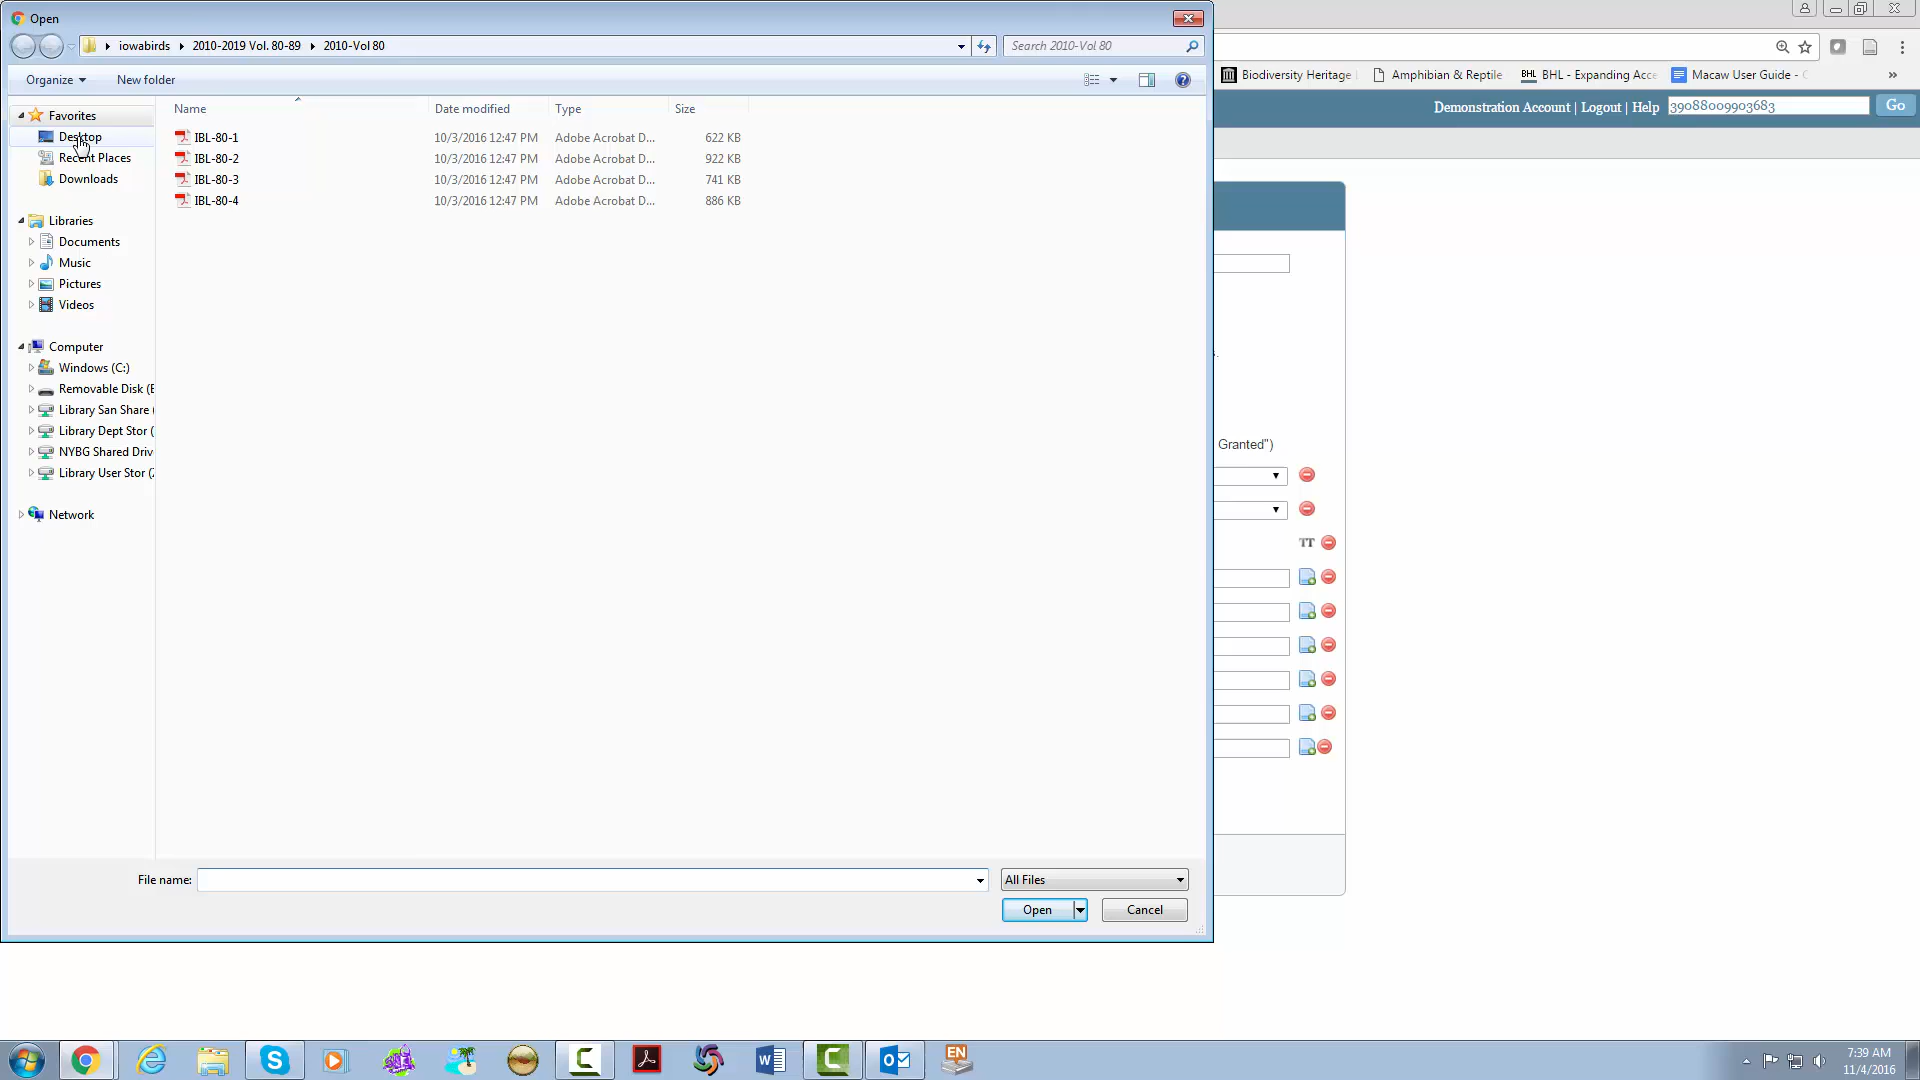 Open
iowabirds 2010-2019 Vol. 80-89 2010-Vol 80
Search 2010-Vol 80
Organize
New folder
Name Date modified Type Size
IBL-80-1 10/3/2016 12:47 PM Adobe Acrobat D... 622 KB
IBL-80-2 10/3/2016 12:47 PM Adobe Acrobat D... 922 KB
IBL-80-3 10/3/2016 12:47 PM Adobe Acrobat D... 741 KB
IBL-80-4 10/3/2016 12:47 PM Adobe Acrobat D... 886 KB
Favorites
Desktop
Recent Places
Downloads
Libraries
Documents
Music
Pictures
Videos
Computer
Windows (C:)
Removable Disk (E
Library San Share (
Library Dept Stor (
NYBG Shared Driv
Library User Stor (Z
Network
File name:
All Files
Open
Cancel
Biodiversity Heritage
Amphibian & Reptile
BHL BHL - Expanding Acce
Macaw User Guide - 
Demonstration Account | Logout | Help 39088009903683 Go
s.
Granted")
TT
EN
7:39 AM
11/4/2016